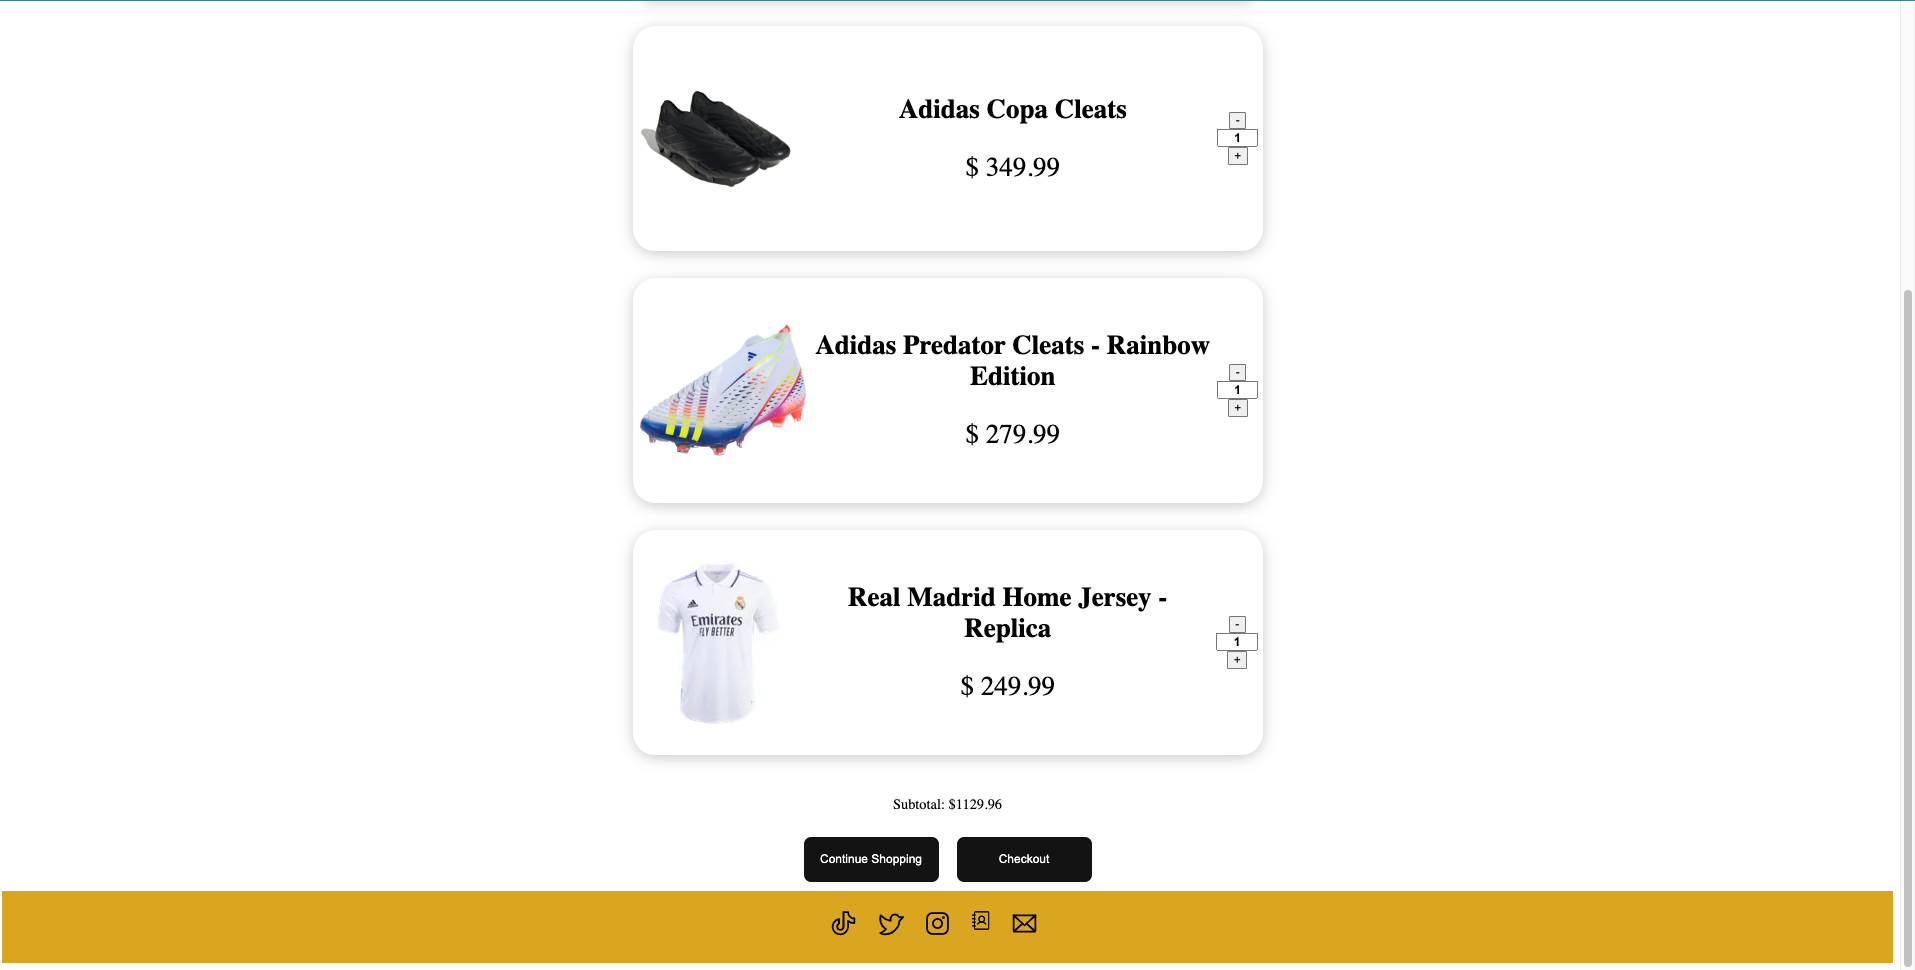 Adidas Copa Cleats
$ 349.99
-
1
+
Adidas Predator Cleats - Rainbow
Edition
$ 279.99
-
1
+
Emirates
FLY BETTER
Real Madrid Home Jersey -
Replica
$ 249.99
-
1
+
Subtotal: $1129.96
Continue Shopping
Checkout